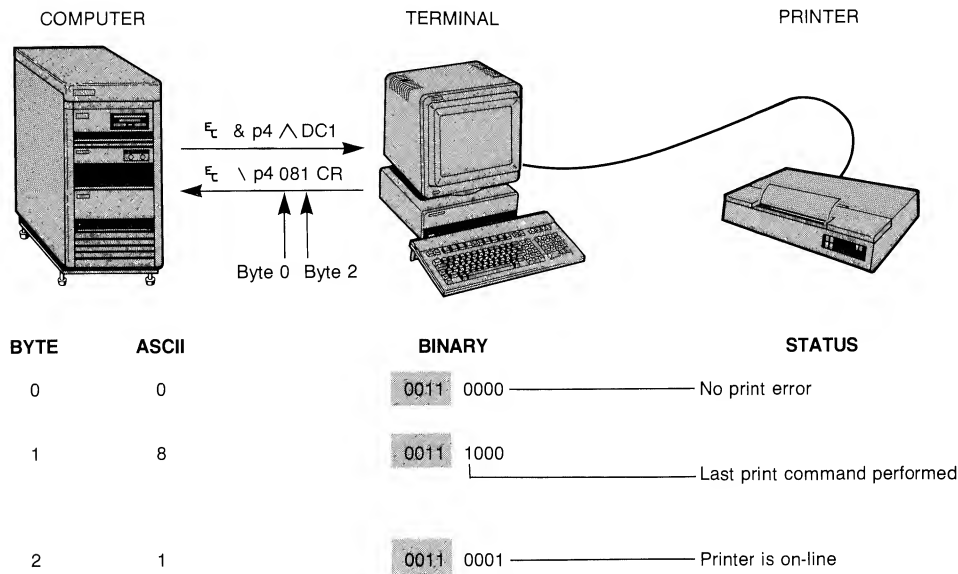 COMPUTER TERMINAL PRINTER
␛ & p4 ⋀ DC1
␛ \ p4 081 CR
Byte 0 Byte 2
BYTE ASCII BINARY STATUS
0 0 0011 0000 No print error
1 8 0011 1000
Last print command performed
2 1 0011 0001 Printer is on-line